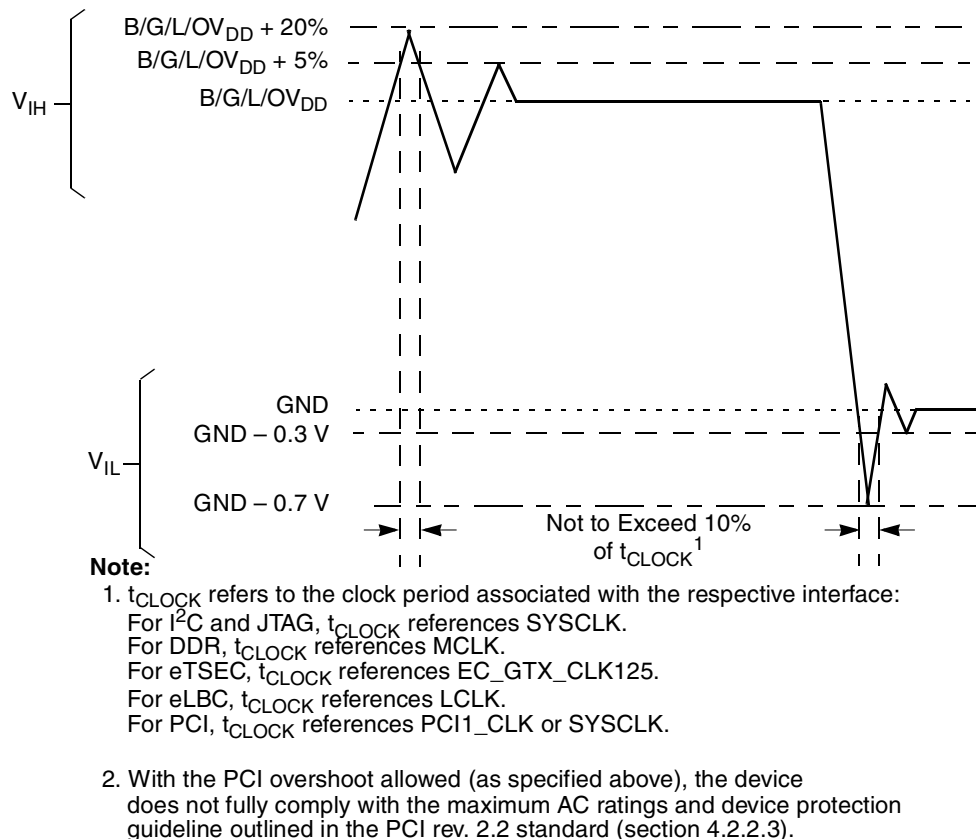 B/G/L/OVDD + 20%
B/G/L/OVDD + 5%
B/G/L/OVDD
VIH
GND
GND – 0.3 V
VIL
GND – 0.7 V
Not to Exceed 10%
of tCLOCK1
Note:
1. tCLOCK refers to the clock period associated with the respective interface:
For I2C and JTAG, tCLOCK references SYSCLK.
For DDR, tCLOCK references MCLK.
For eTSEC, tCLOCK references EC_GTX_CLK125.
For eLBC, tCLOCK references LCLK.
For PCI, tCLOCK references PCI1_CLK or SYSCLK.
2. With the PCI overshoot allowed (as specified above), the device
does not fully comply with the maximum AC ratings and device protection
guideline outlined in the PCI rev. 2.2 standard (section 4.2.2.3).